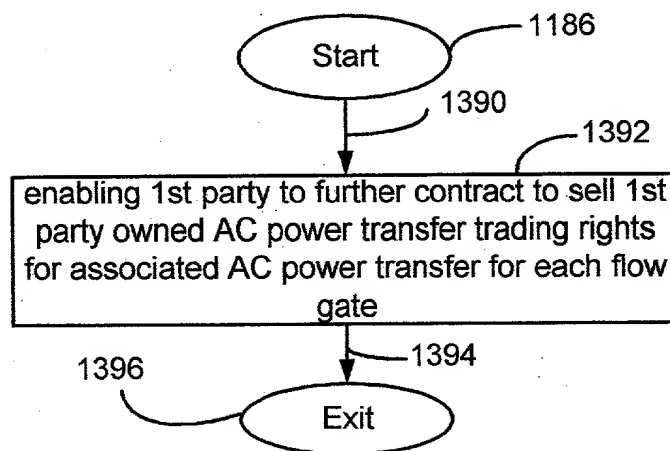 Start
1186
1390
1392
enabling 1st party to further contract to sell 1st
party owned AC power transfer trading rights
for associated AC power transfer for each flow
gate
1394
1396
Exit